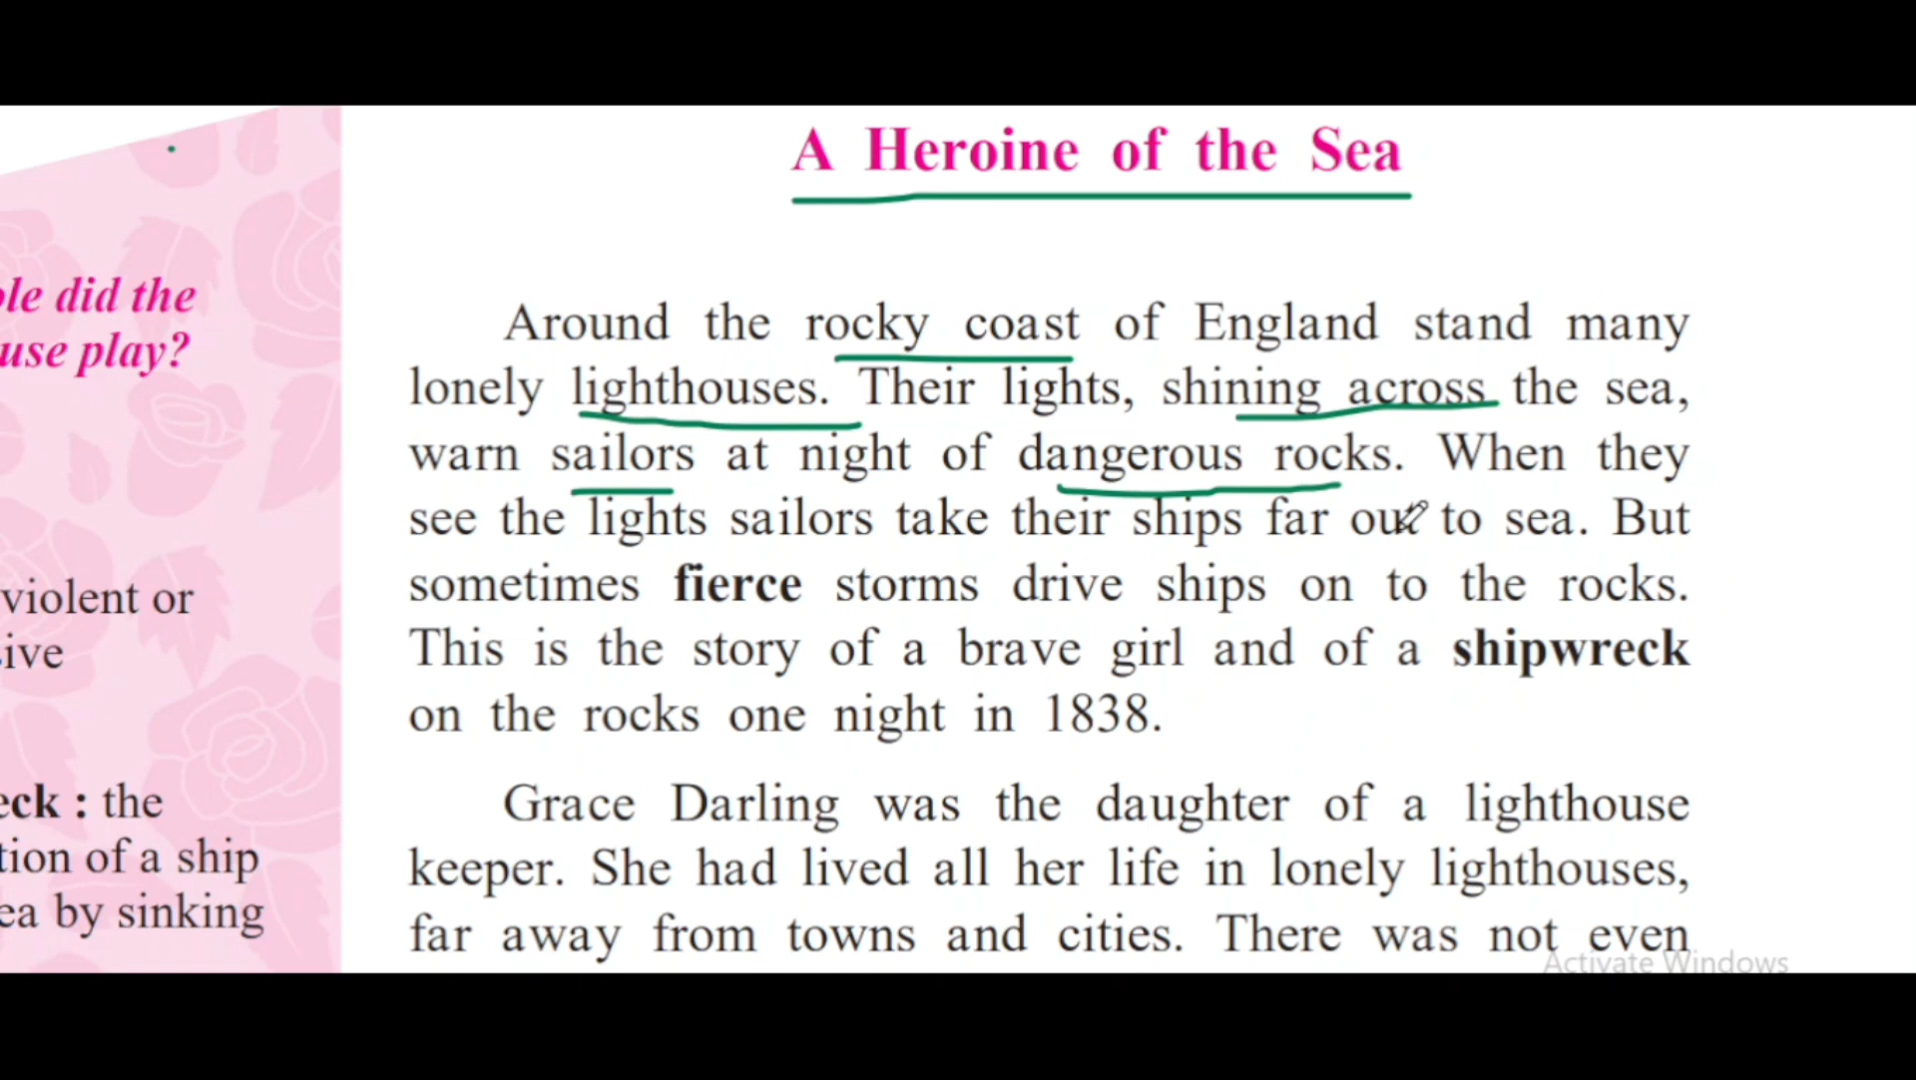 A Heroine of the Sea
ole did the
use play?
violent or
ive
eck : the
tion of a ship
ea by sinking
Around the rocky coast of England stand many
lonely lighthouses. Their lights, shining across the sea,
warn sailors at night of dangerous rocks. When they
see the lights sailors take their ships far out to sea. But
sometimes fierce storms drive ships on to the rocks.
This is the story of a brave girl and of a shipwreck
on the rocks one night in 1838.
Grace Darling was the daughter of a lighthouse
keeper. She had lived all her life in lonely lighthouses,
far away from towns and cities. There was not even
Activate Windows